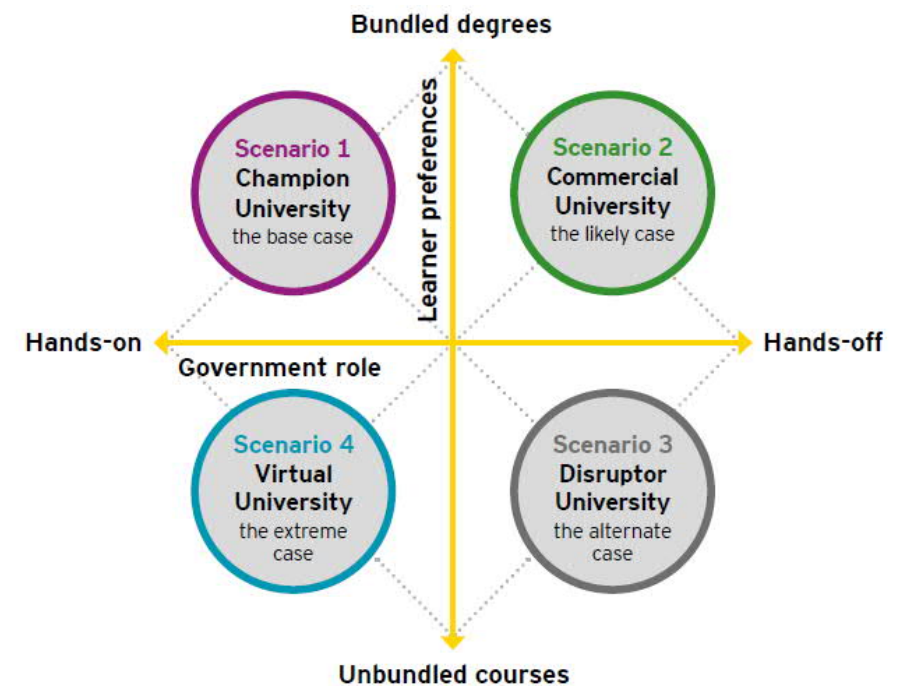 Bundled degrees
Learner preferences
Scenario 1
Champion
University
the base case
Scenario 2
Commercial
University
the likely case
Hands-on
Hands-off
Government role
Scenario 4
Virtual
University
the extreme
case
Scenario 3
Disruptor
University
the alternate
case
Unbundled courses